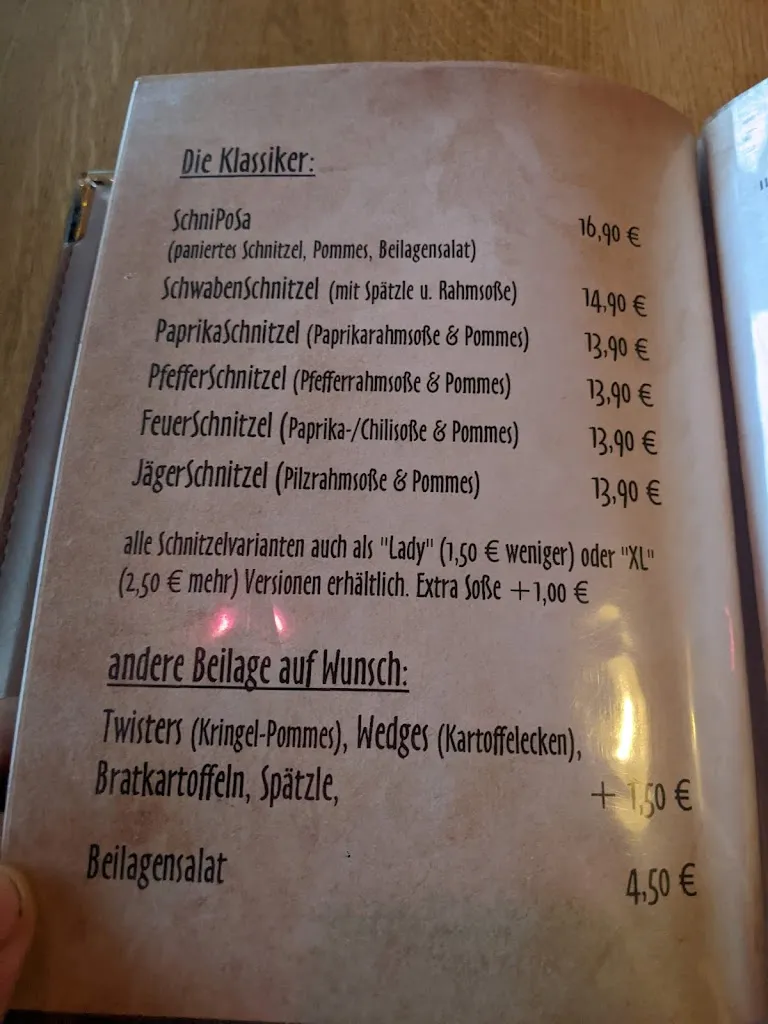 Die Klassiker:
SchniPoSa 16,90 €
(paniertes Schnitzel, Pommes, Beilagensalat)
SchwabenSchnitzel (mit Spätzle u. Rahmsoße) 14,90 €
PaprikaSchnitzel (Paprikarahmsoße & Pommes) 13,90 €
PfefferSchnitzel (Pfefferrahmsoße & Pommes) 13,90 €
FeuerSchnitzel (Paprika-/Chilisoße & Pommes) 13,90 €
JägerSchnitzel (Pilzrahmsoße & Pommes) 13,90 €
alle Schnitzelvarianten auch als "Lady" (1,50 € weniger) oder "XL"
(2,50 € mehr) Versionen erhältlich. Extra Soße +1,00 €
andere Beilage auf Wunsch:
Twisters (Kringel-Pommes), Wedges (Kartoffelecken),
Bratkartoffeln, Spätzle, + 1,50 €
Beilagensalat 4,50 €